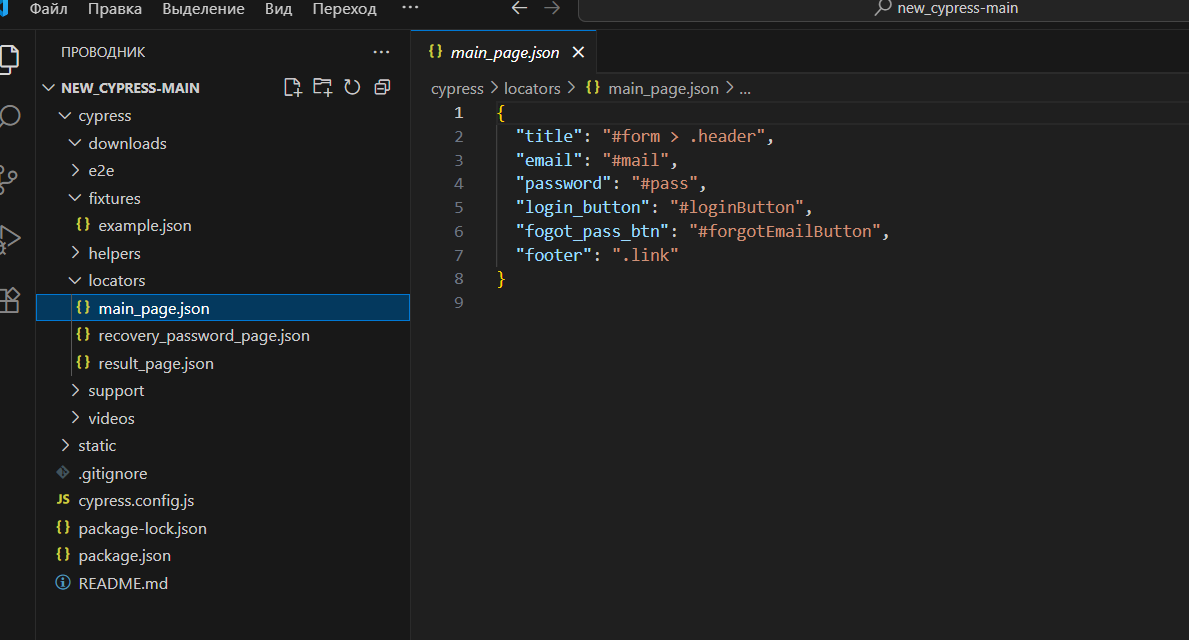 Файл Правка Выделение Вид Переход ··· new_cypress-main
ПРОВОДНИК ···
NEW_CYPRESS-MAIN
cypress
downloads
e2e
fixtures
{} example.json
helpers
locators
{} main_page.json
{} recovery_password_page.json
{} result_page.json
support
videos
static
.gitignore
JS cypress.config.js
{} package-lock.json
{} package.json
README.md
{} main_page.json
cypress > locators > {} main_page.json > ...
1 {
2 "title": "#form > .header",
3 "email": "#mail",
4 "password": "#pass",
5 "login_button": "#loginButton",
6 "fogot_pass_btn": "#forgotEmailButton",
7 "footer": ".link"
8 }
9